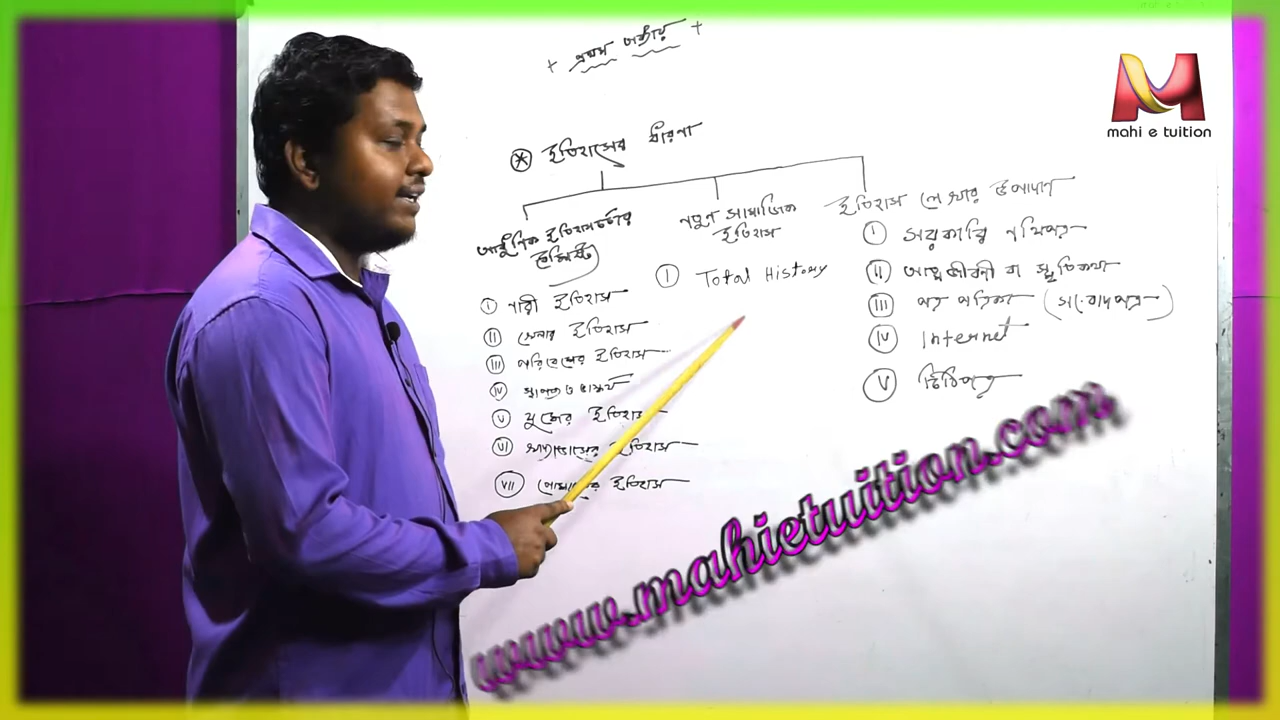 + প্রথম অধ্যায় +
mahi e tuition
* ইতিহাসের ধারণা
আধুনিক ইতিহাসচর্চার
বৈচিত্র্য
I নারী ইতিহাস
II খেলার ইতিহাস
III পরিবেশের ইতিহাস
IV স্থাপত্য ও ভাস্কর্য
V যুদ্ধের ইতিহাস
VI খাদ্যাভ্যাসের ইতিহাস
VII পোষাকের ইতিহাস
নতুন সামাজিক
ইতিহাস
I Total History
ইতিহাস লেখার উপাদান
I সরকারি নথিপত্র
II আত্মজীবনী বা স্মৃতিকথা
III পত্র পত্রিকা (সংবাদপত্র)
IV Internet
V চিঠিপত্র
www.mahietuition.com